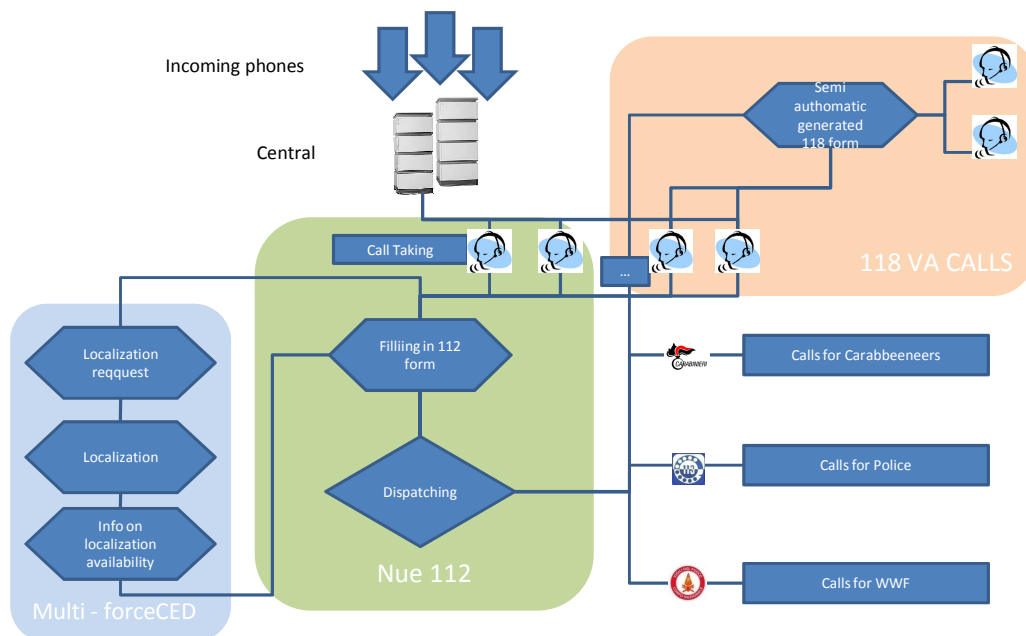 Incoming phones
Central
Semi
authomatic
generated
118 form
Call Taking
...
118 VA CALLS
Localization
reqquest
Filliing in 112
form
CARABINIERI
Calls for Carabbeeneers
Localization
Dispatching
113
Calls for Police
Info on
localization
availability
Nue 112
Calls for WWF
Multi - forceCED